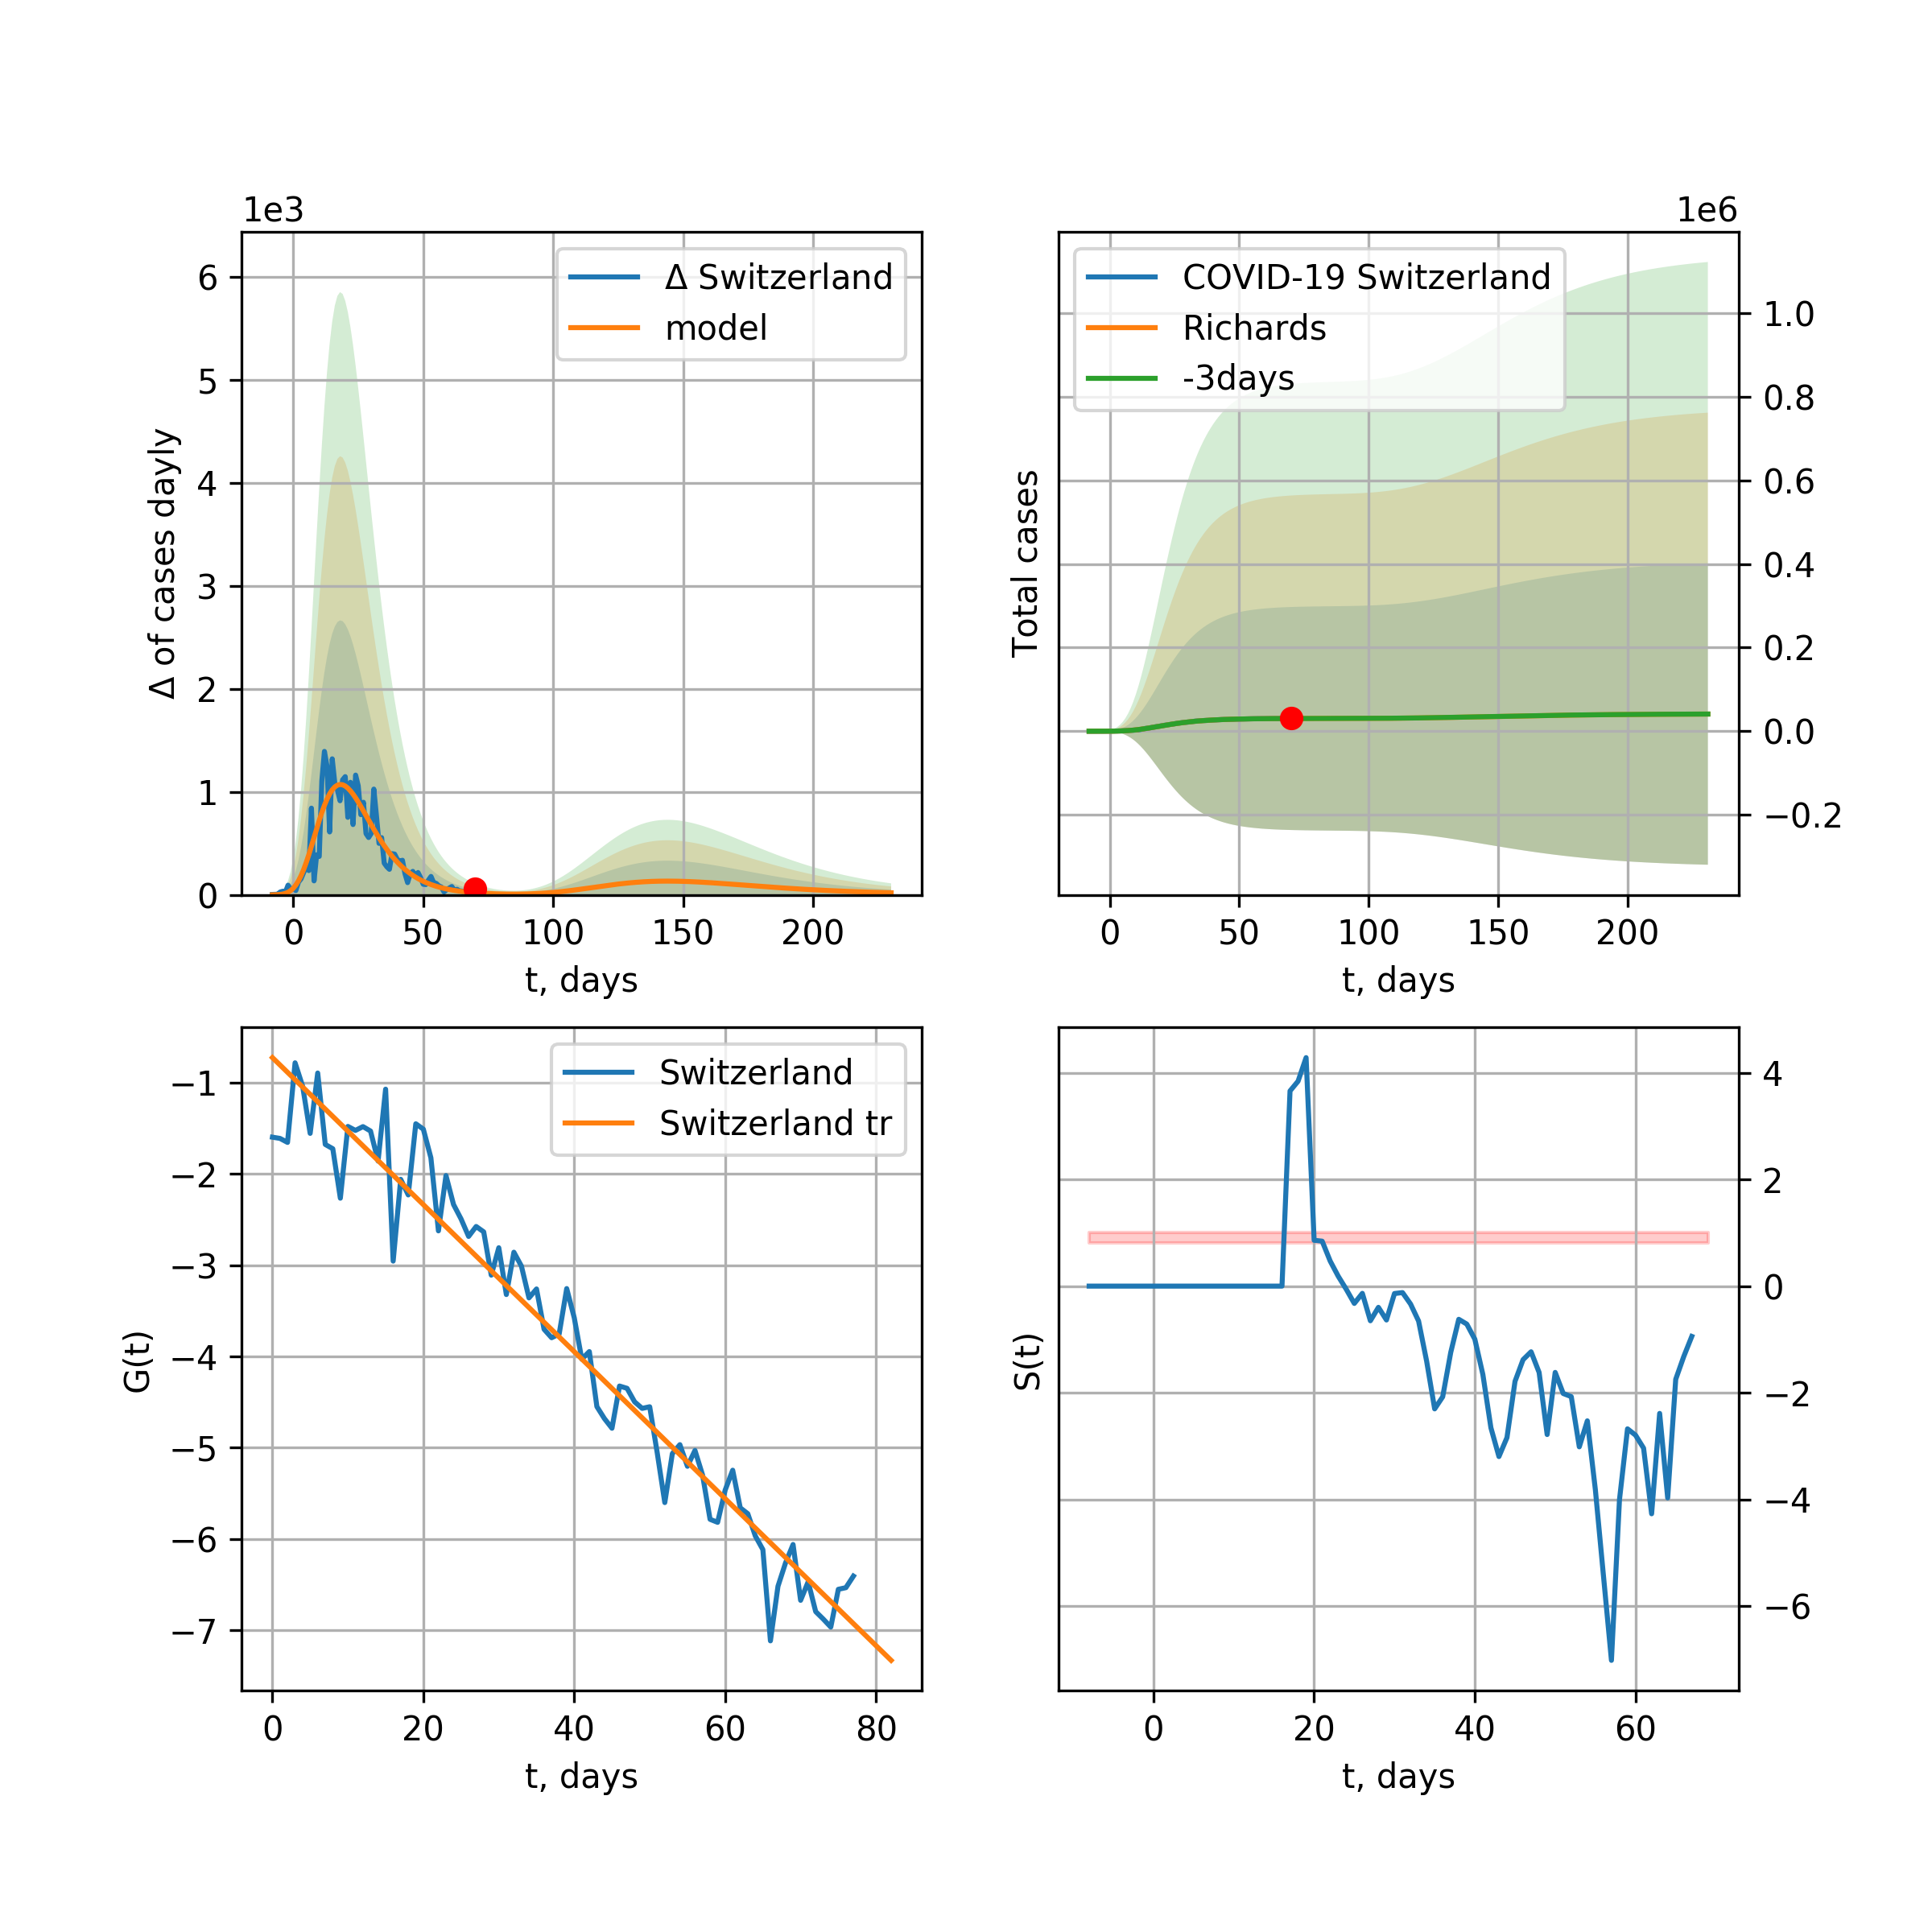 1e3
Δ Switzerland
model
6
5
4
3
2
1
0
Δ of cases dayly
0 50 100 150 200
t, days
1e6
COVID-19 Switzerland
Richards
-3days
1.0
0.8
0.6
0.4
0.2
0.0
−0.2
Total cases
0 50 100 150 200
t, days
Switzerland
Switzerland tr
−1
−2
−3
−4
−5
−6
−7
G(t)
0 20 40 60 80
t, days
4
2
0
−2
−4
−6
S(t)
0 20 40 60
t, days